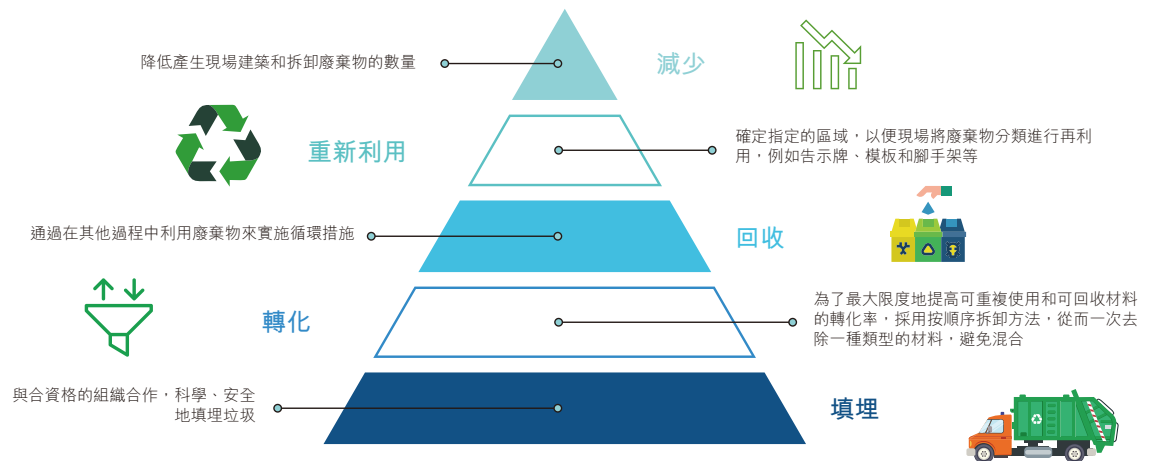 降低產生現場建築和拆卸廢棄物的數量
減少
重新利用
確定指定的區域，以便現場將廢棄物分類進行再利
用，例如告示牌、模板和腳手架等
通過在其他過程中利用廢棄物來實施循環措施
回收
轉化
為了最大限度地提高可重複使用和可回收材料
的轉化率，採用按順序拆卸方法，從而一次去
除一種類型的材料，避免混合
與合資格的組織合作，科學、安全
地填埋垃圾
填埋